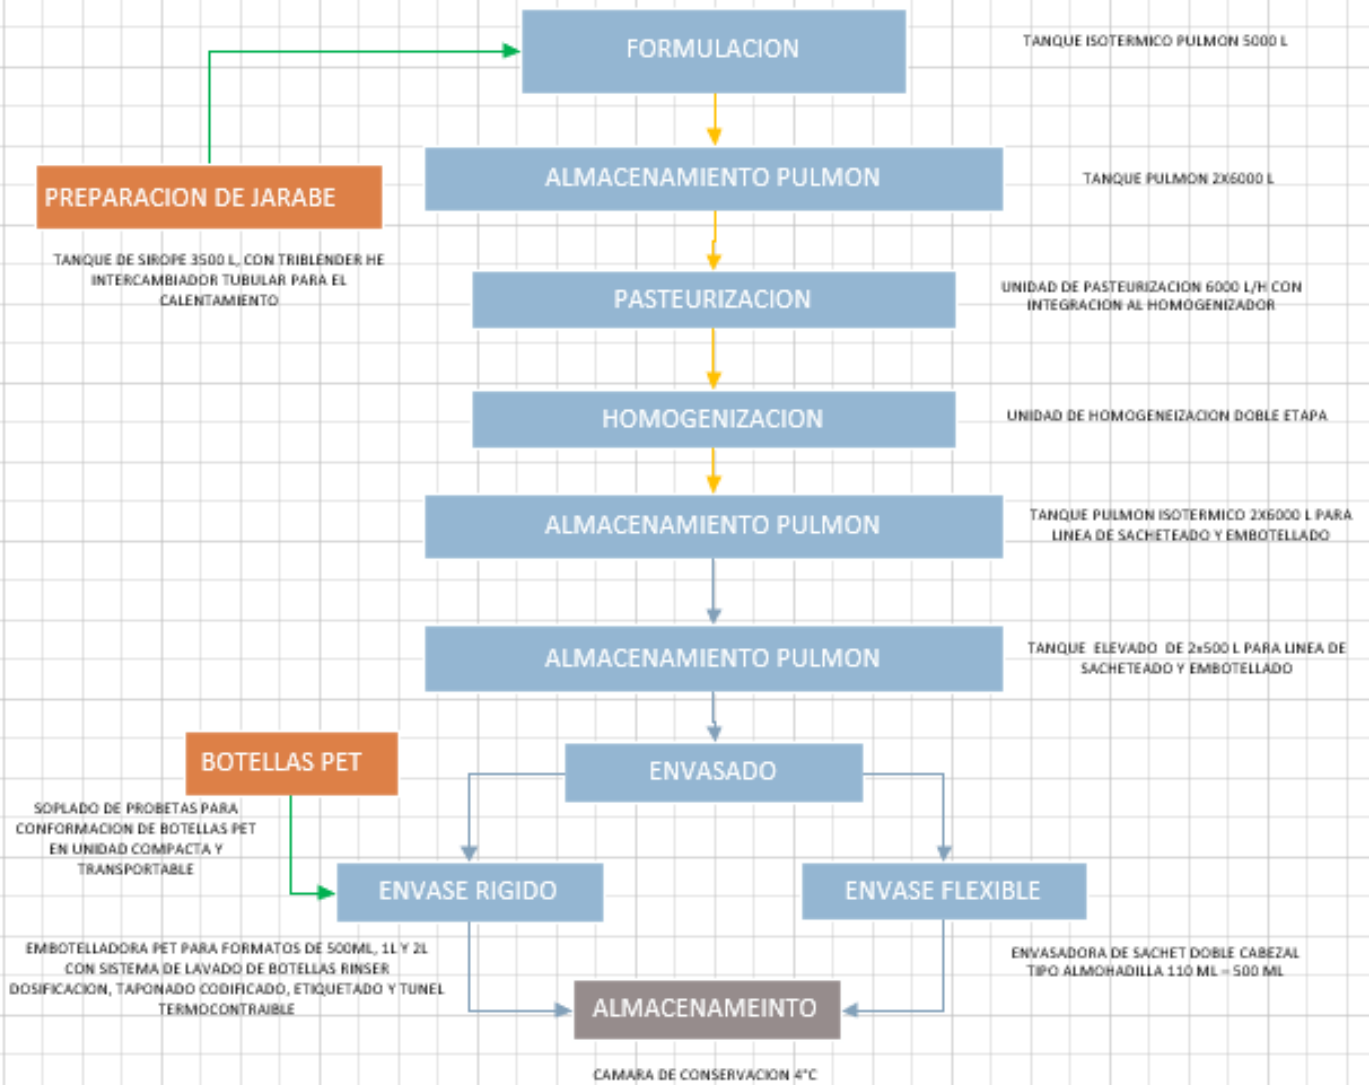 FORMULACION
TANQUE ISOTERMICO PULMON 5000 L
ALMACENAMIENTO PULMON
TANQUE PULMON 2X6000 L
PREPARACION DE JARABE
TANQUE DE SIROPE 3500 L, CON TRIBLENDER HE
INTERCAMBIADOR TUBULAR PARA EL
CALENTAMIENTO
PASTEURIZACION
UNIDAD DE PASTEURIZACION 6000 L/H CON
INTEGRACION AL HOMOGENIZADOR
HOMOGENIZACION
UNIDAD DE HOMOGENEIZACION DOBLE ETAPA
ALMACENAMIENTO PULMON
TANQUE PULMON ISOTERMICO 2X6000 L PARA
LINEA DE SACHETEADO Y EMBOTELLADO
ALMACENAMIENTO PULMON
TANQUE ELEVADO DE 2x500 L PARA LINEA DE
SACHETEADO Y EMBOTELLADO
BOTELLAS PET
SOPLADO DE PROBETAS PARA
CONFORMACION DE BOTELLAS PET
EN UNIDAD COMPACTA Y
TRANSPORTABLE
ENVASADO
ENVASE RIGIDO
ENVASE FLEXIBLE
EMBOTELLADORA PET PARA FORMATOS DE 500ML, 1L Y 2L
CON SISTEMA DE LAVADO DE BOTELLAS RINSER
DOSIFICACION, TAPONADO CODIFICADO, ETIQUETADO Y TUNEL
TERMOCONTRAIBLE
ENVASADORA DE SACHET DOBLE CABEZAL
TIPO ALMOHADILLA 110 ML – 500 ML
ALMACENAMEINTO
CAMARA DE CONSERVACION 4°C